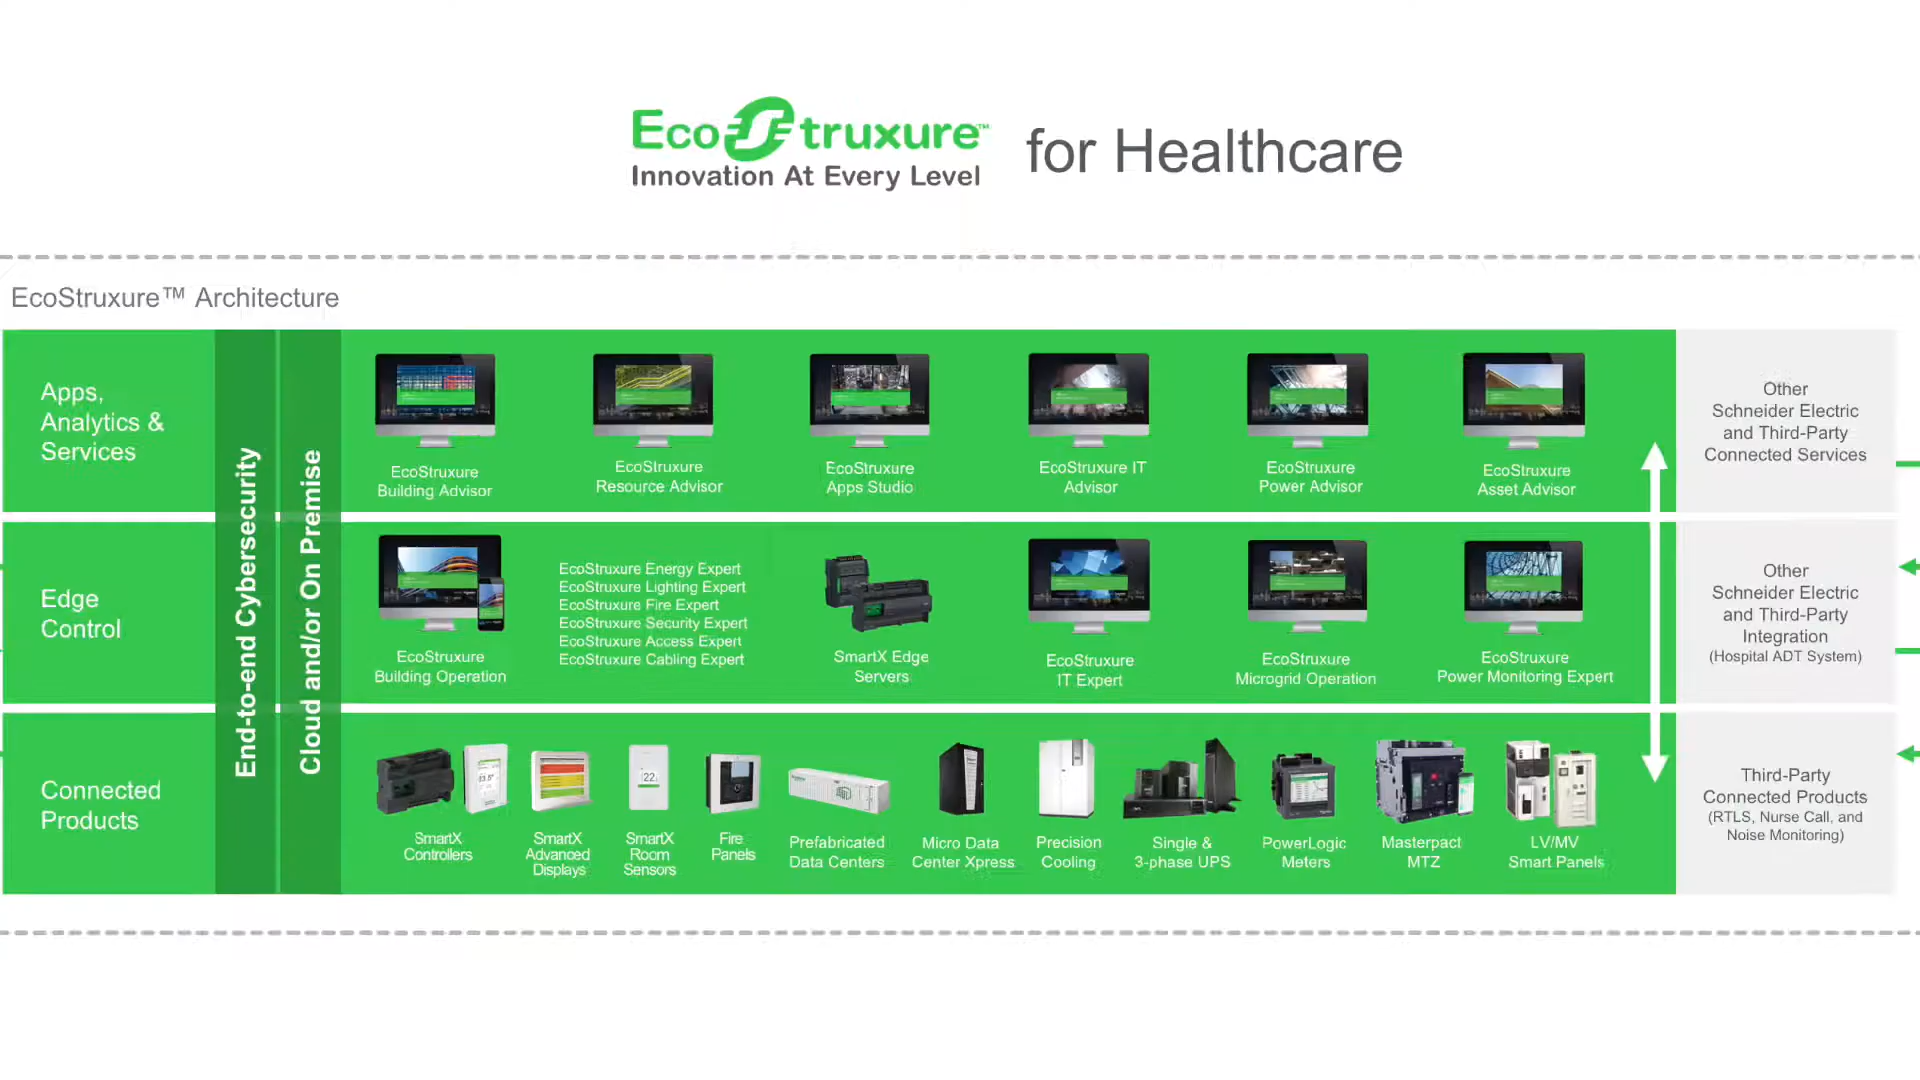 EcoStruxure™
Innovation At Every Level
for Healthcare
EcoStruxure™ Architecture
Apps,
Analytics &
Services
Edge
Control
Connected
Products
End-to-end Cybersecurity
Cloud and/or On Premise
EcoStruxure
Building Advisor
EcoStruxure
Resource Advisor
EcoStruxure
Apps Studio
EcoStruxure IT
Advisor
EcoStruxure
Power Advisor
EcoStruxure
Asset Advisor
Other
Schneider Electric
and Third-Party
Connected Services
EcoStruxure
Building Operation
EcoStruxure Energy Expert
EcoStruxure Lighting Expert
EcoStruxure Fire Expert
EcoStruxure Security Expert
EcoStruxure Access Expert
EcoStruxure Cabling Expert
SmartX Edge
Servers
EcoStruxure
IT Expert
EcoStruxure
Microgrid Operation
EcoStruxure
Power Monitoring Expert
Other
Schneider Electric
and Third-Party
Integration
(Hospital ADT System)
SmartX
Controllers
SmartX
Advanced
Displays
22
SmartX
Room
Sensors
Fire
Panels
Prefabricated
Data Centers
Micro Data
Center Xpress
Precision
Cooling
Single &
3-phase UPS
PowerLogic
Meters
Masterpact
MTZ
LV/MV
Smart Panels
Third-Party
Connected Products
(RTLS, Nurse Call, and
Noise Monitoring)